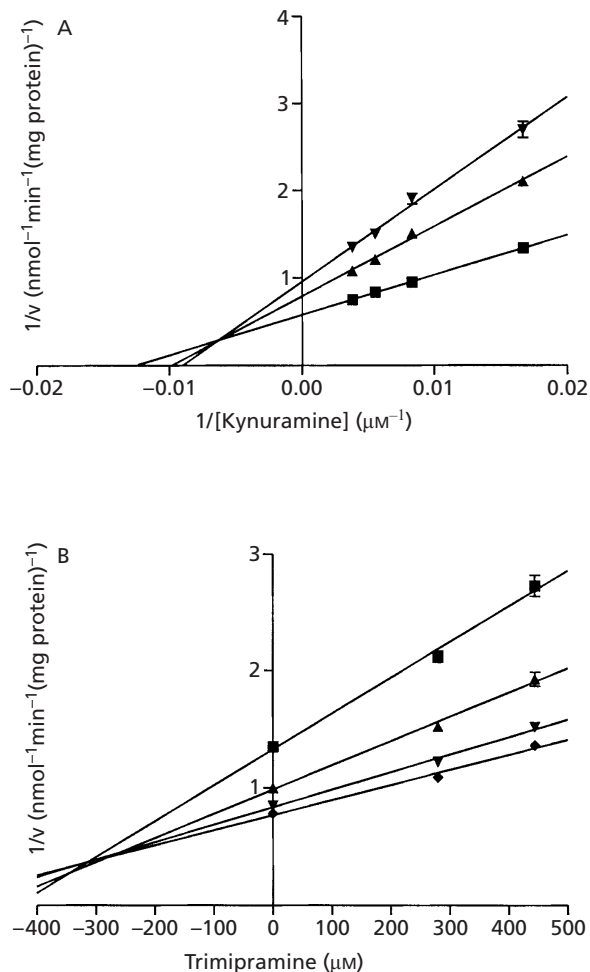 A
1/v (nmol⁻¹min⁻¹(mg protein)⁻¹)
4
3
2
1
−0.02 −0.01 0.00 0.01 0.02
1/[Kynuramine] (μM⁻¹)
B
1/v (nmol⁻¹min⁻¹(mg protein)⁻¹)
3
2
1
−400 −300 −200 −100 0 100 200 300 400 500
Trimipramine (μM)